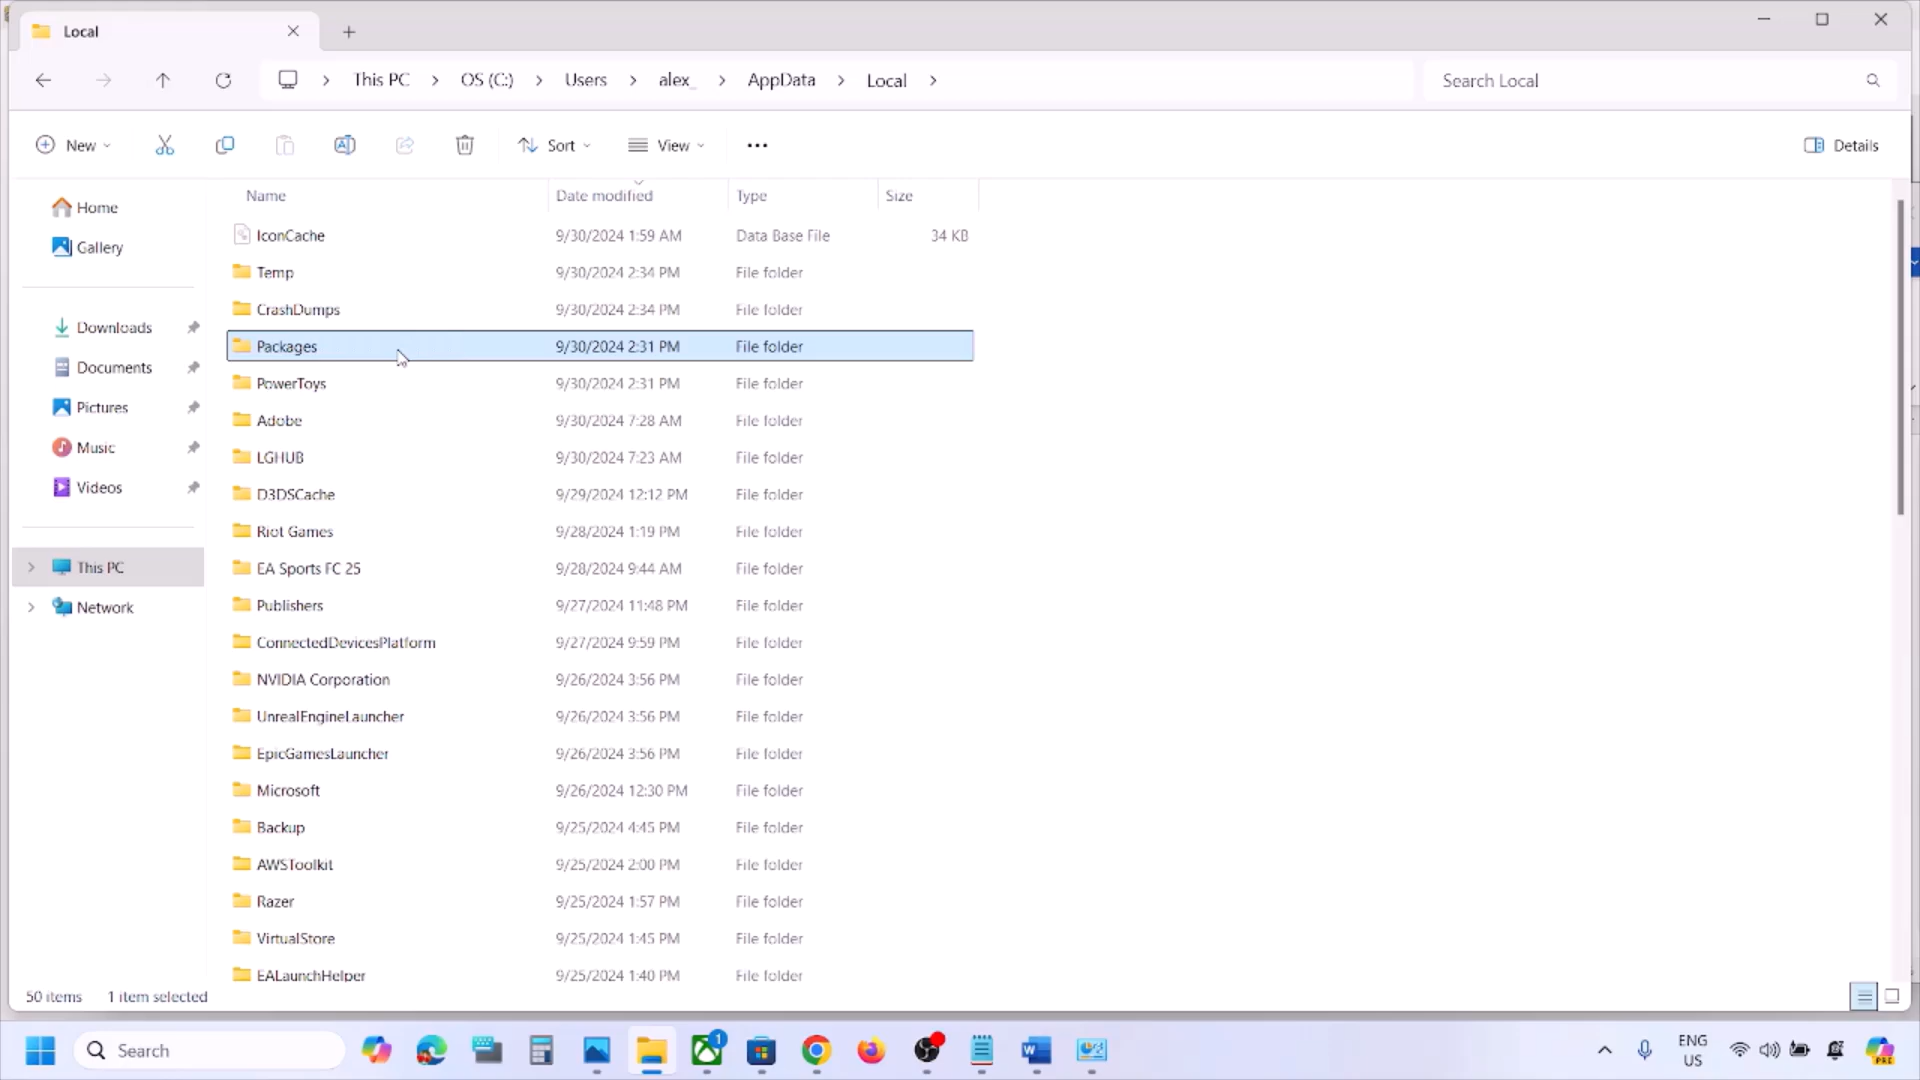 Local
This PC
OS (C:)
Users
alex_
AppData
Local
Search Local
New
Sort
View
Details
Home
Gallery
Downloads
Documents
Pictures
Music
Videos
This PC
Network
Name Date modified Type Size
IconCache 9/30/2024 1:59 AM Data Base File 34 KB
Temp 9/30/2024 2:34 PM File folder
CrashDumps 9/30/2024 2:34 PM File folder
Packages 9/30/2024 2:31 PM File folder
PowerToys 9/30/2024 2:31 PM File folder
Adobe 9/30/2024 7:28 AM File folder
LGHUB 9/30/2024 7:23 AM File folder
D3DSCache 9/29/2024 12:12 PM File folder
Riot Games 9/28/2024 1:19 PM File folder
EA Sports FC 25 9/28/2024 9:44 AM File folder
Publishers 9/27/2024 11:48 PM File folder
ConnectedDevicesPlatform 9/27/2024 9:59 PM File folder
NVIDIA Corporation 9/26/2024 3:56 PM File folder
UnrealEngineLauncher 9/26/2024 3:56 PM File folder
EpicGamesLauncher 9/26/2024 3:56 PM File folder
Microsoft 9/26/2024 12:30 PM File folder
Backup 9/25/2024 4:45 PM File folder
AWSToolkit 9/25/2024 2:00 PM File folder
Razer 9/25/2024 1:57 PM File folder
VirtualStore 9/25/2024 1:45 PM File folder
EALaunchHelper 9/25/2024 1:40 PM File folder
50 items 1 item selected
Search
1
ENG
US
PRE